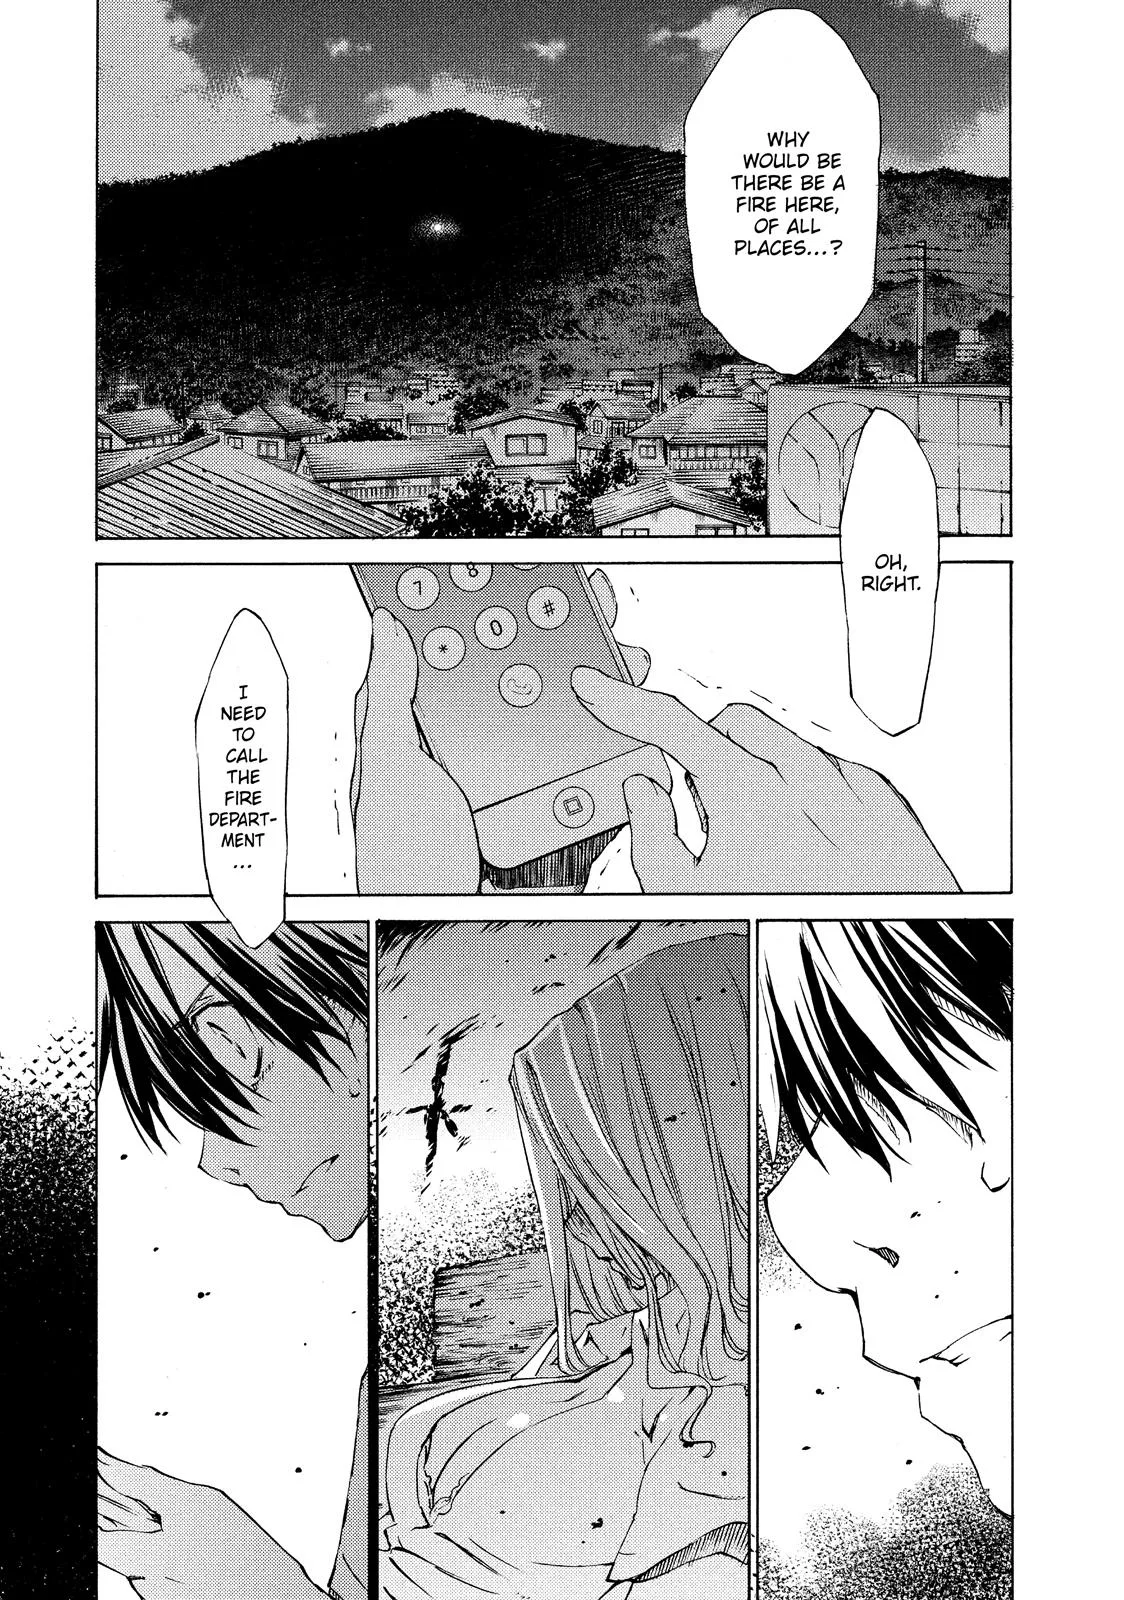 WHY
WOULD BE
THERE BE A
FIRE HERE,
OF ALL
PLACES...?
OH,
RIGHT.
7
8
*
0
#
I
NEED
TO
CALL
THE
FIRE
DEPART-
MENT
...